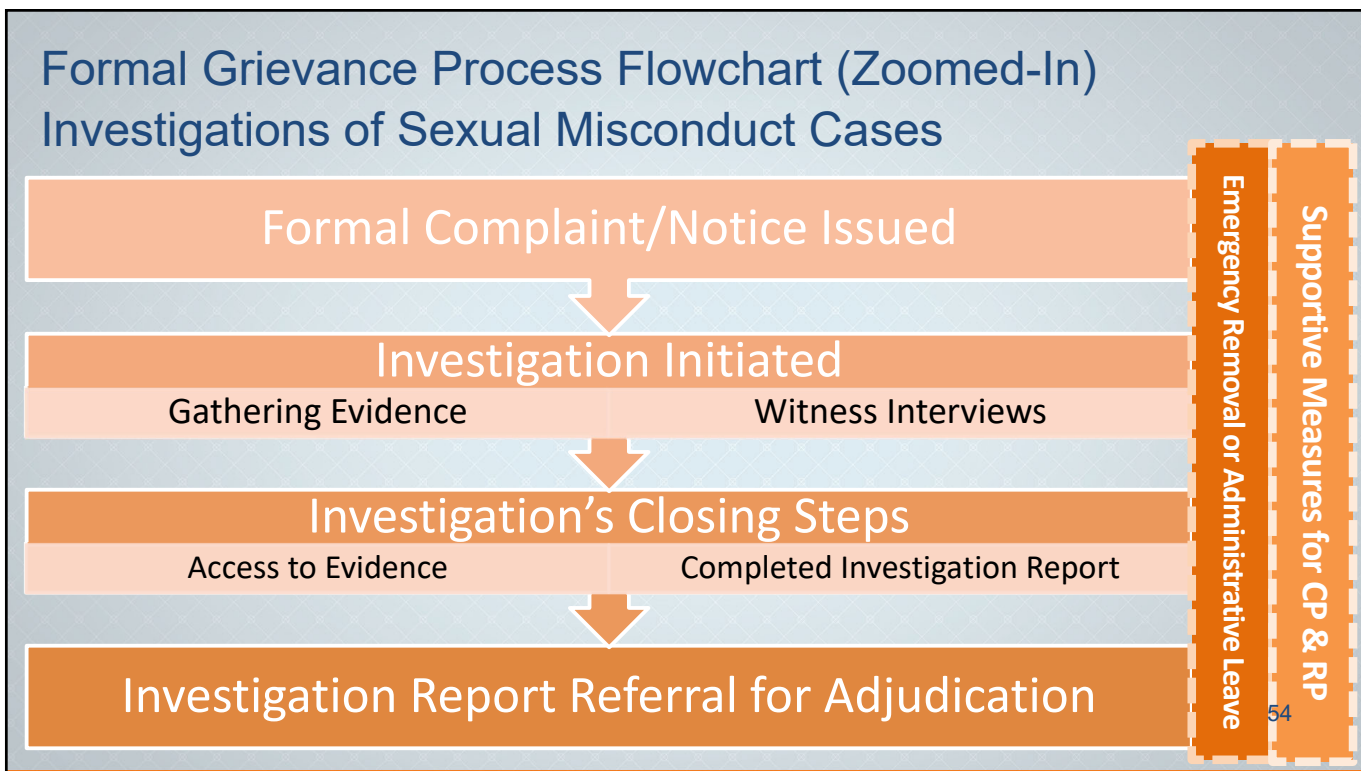 Formal Grievance Process Flowchart (Zoomed-In)
Investigations of Sexual Misconduct Cases
Formal Complaint/Notice Issued
Investigation Initiated
Gathering Evidence
Witness Interviews
Investigation’s Closing Steps
Access to Evidence
Completed Investigation Report
Investigation Report Referral for Adjudication
Emergency Removal or Administrative Leave
Supportive Measures for CP & RP
54